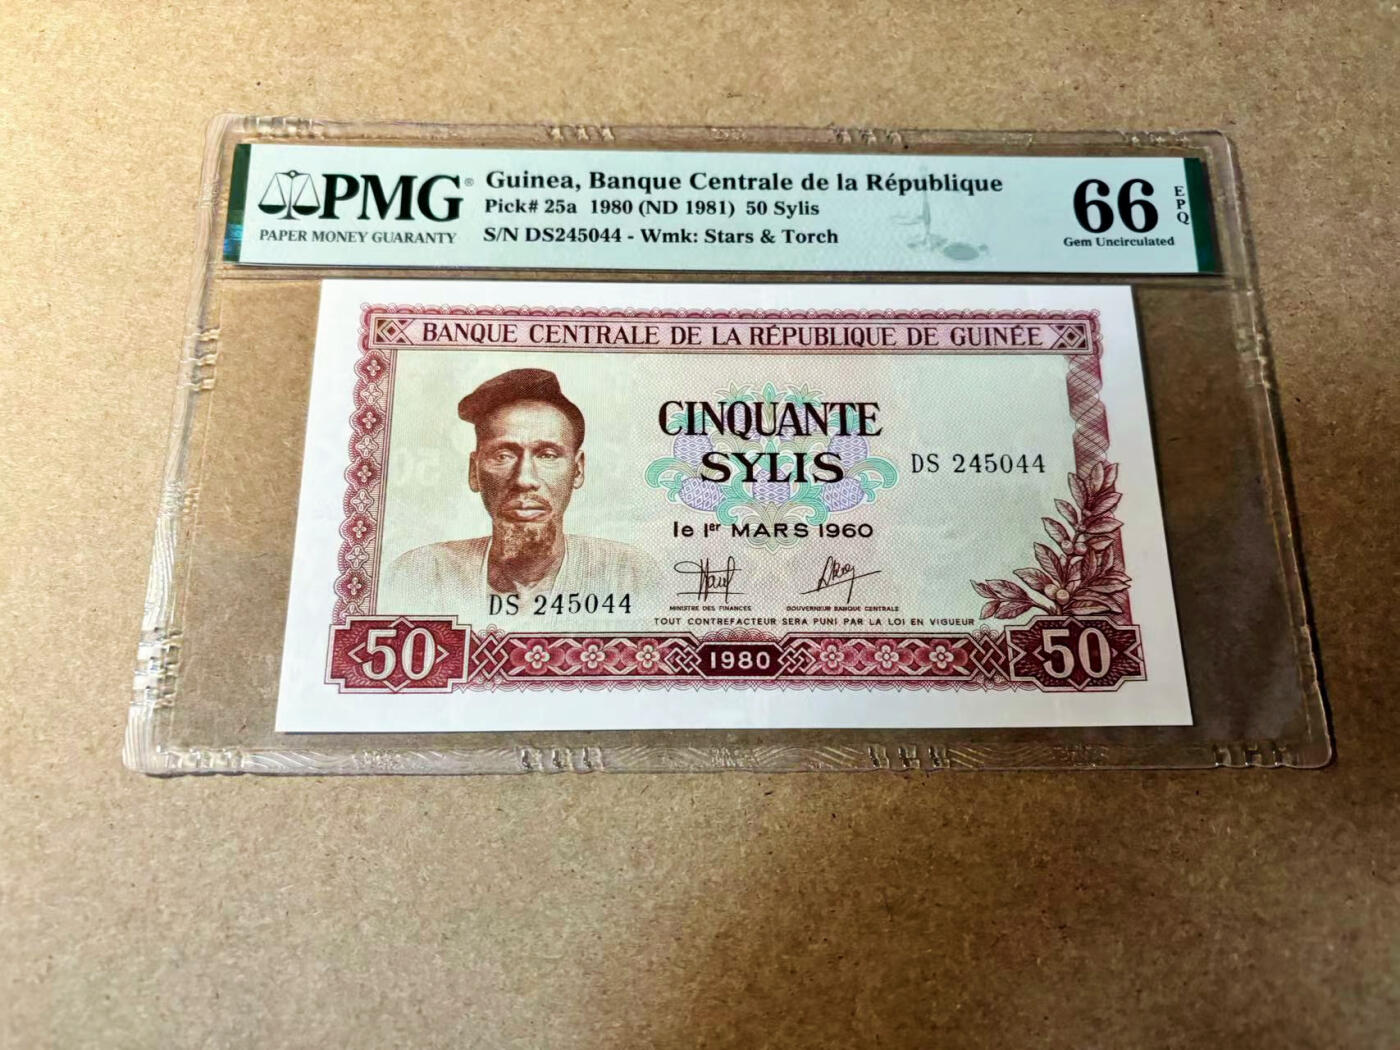 PMG®
PAPER MONEY GUARANTY
Guinea, Banque Centrale de la République
Pick# 25a 1980 (ND 1981) 50 Sylis
S/N DS245044 - Wmk: Stars & Torch
66
EPQ
Gem Uncirculated
BANQUE CENTRALE DE LA RÉPUBLIQUE DE GUINÉE
CINQUANTE
SYLIS
DS 245044
le 1er MARS 1960
DS 245044
MINISTRE DES FINANCES
GOUVERNEUR BANQUE CENTRALE
TOUT CONTREFACTEUR SERA PUNI PAR LA LOI EN VIGUEUR
50
1980
50